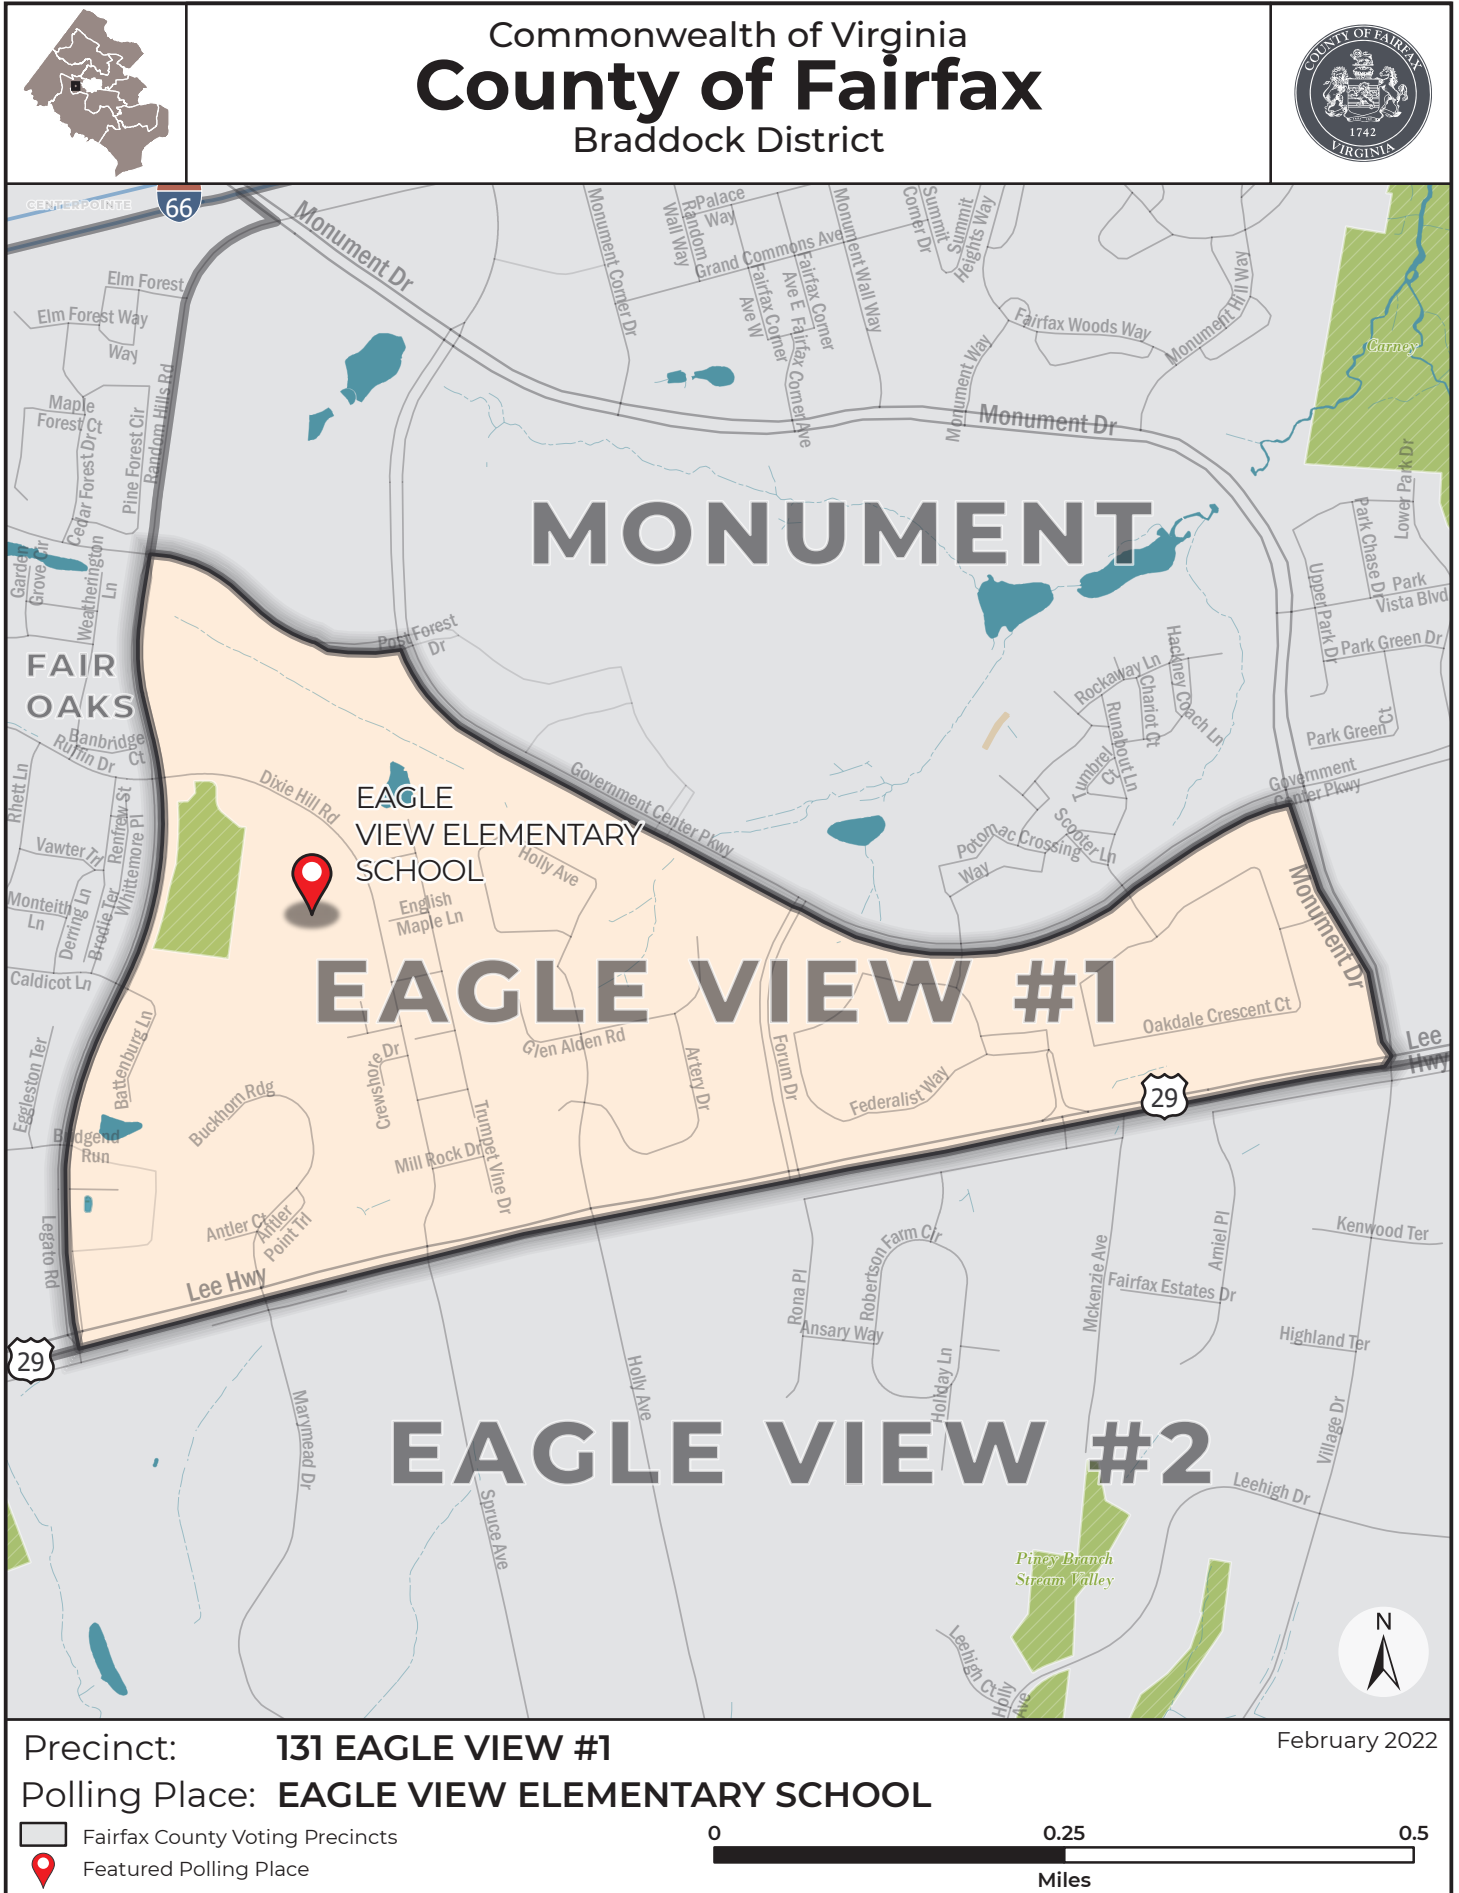 Commonwealth of Virginia
County of Fairfax
Braddock District
COUNTY OF FAIRFAX
1742
VIRGINIA
CENTERPOINTE
66
Monument Dr
Monument Corner Dr
Palace
Way
Random
Wall Way
Grand Commons Ave
Monument Wall Way
Fairfax Corner
Ave W
Fairfax Corner
Ave E
Fairfax Corner Ave
Summit
Corner Dr
Summit
Heights Way
Monument Hill Way
Fairfax Woods Way
Monument Way
Monument Dr
Carney
Elm Forest
Elm Forest Way
Way
Maple
Forest Ct
Cedar Forest Dr
Pine Forest Cir
Random Hills Rd
Garden
Grove Cir
Weatherington
Ln
MONUMENT
Lower Park Dr
Park Chase Dr
Park
Vista Blvd
Upper Park Dr
Park Green Dr
Park Green
Ct
Post Forest
Dr
FAIR
OAKS
Hackney Coach Ln
Rockaway Ln
Chariot Ct
Runabout Ln
Tumbrel
Ct
Scooter Ln
Potomac Crossing
Way
Banbridge
Ct
Ruffin Dr
Rhett Ln
Renfrew St
Whittemore Pl
Vawter Trl
Monteith
Ln
Derring Ln
Brodie Ter
Caldicot Ln
Dixie Hill Rd
Government Center Pkwy
Government
Center Pkwy
EAGLE
VIEW ELEMENTARY
SCHOOL
Holly Ave
English
Maple Ln
Monument Dr
EAGLE VIEW #1
Eggleston Ter
Battenburg Ln
Buckhorn Rdg
Crewshore Dr
Glen Alden Rd
Artery Dr
Forum Dr
Federalist Way
Oakdale Crescent Ct
Lee
Hwy
29
Bridgend
Run
Mill Rock Dr
Trumpet Vine Dr
Antler Ct
Antler
Point Trl
Legato Rd
Lee Hwy
29
Rona Pl
Robertson Farm Cir
Ansary Way
Holiday Ln
Mckenzie Ave
Amiel Pl
Fairfax Estates Dr
Kenwood Ter
Highland Ter
Village Dr
Marymead Dr
Holly Ave
Spruce Ave
EAGLE VIEW #2
Leehigh Dr
Piney Branch
Stream Valley
Leehigh Ct
Holly
Ave
N
Precinct: 131 EAGLE VIEW #1
February 2022
Polling Place: EAGLE VIEW ELEMENTARY SCHOOL
Fairfax County Voting Precincts
Featured Polling Place
0 0.25 0.5
Miles